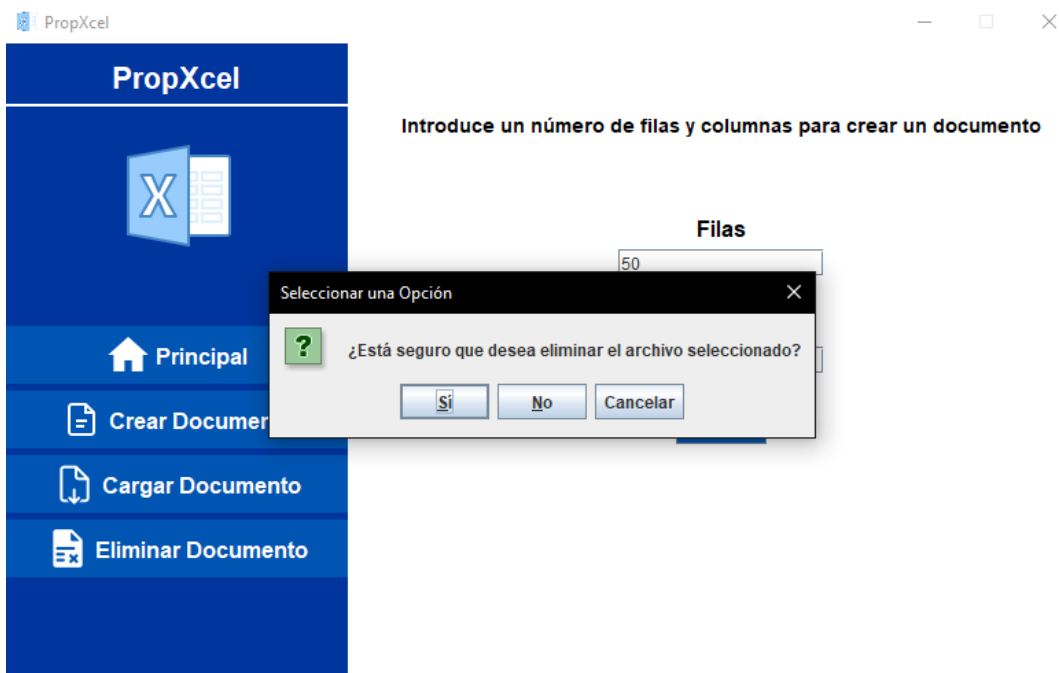 PropXcel
PropXcel
Introduce un número de filas y columnas para crear un documento
X
Filas
50
Seleccionar una Opción
?
¿Está seguro que desea eliminar el archivo seleccionado?
Sí No Cancelar
Principal
Crear Documen
Cargar Documento
Eliminar Documento